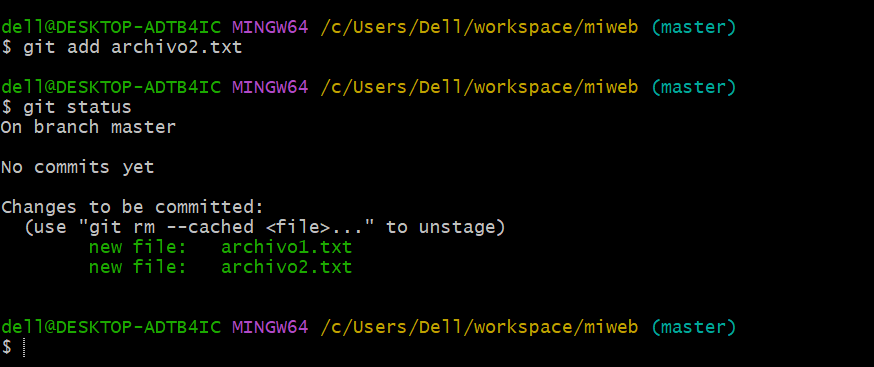 dell@DESKTOP-ADTB4IC MINGW64 /c/Users/Dell/workspace/miweb (master)
$ git add archivo2.txt
dell@DESKTOP-ADTB4IC MINGW64 /c/Users/Dell/workspace/miweb (master)
$ git status
On branch master
No commits yet
Changes to be committed:
  (use "git rm --cached <file>..." to unstage)
        new file:   archivo1.txt
        new file:   archivo2.txt
dell@DESKTOP-ADTB4IC MINGW64 /c/Users/Dell/workspace/miweb (master)
$